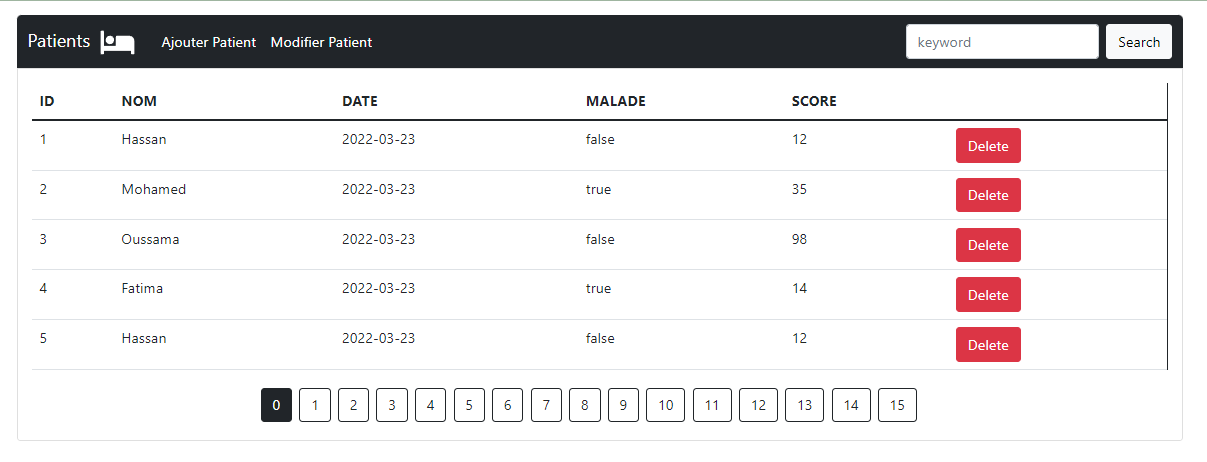 Patients Ajouter Patient Modifier Patient keyword Search
ID NOM DATE MALADE SCORE
1 Hassan 2022-03-23 false 12 Delete
2 Mohamed 2022-03-23 true 35 Delete
3 Oussama 2022-03-23 false 98 Delete
4 Fatima 2022-03-23 true 14 Delete
5 Hassan 2022-03-23 false 12 Delete
0 1 2 3 4 5 6 7 8 9 10 11 12 13 14 15